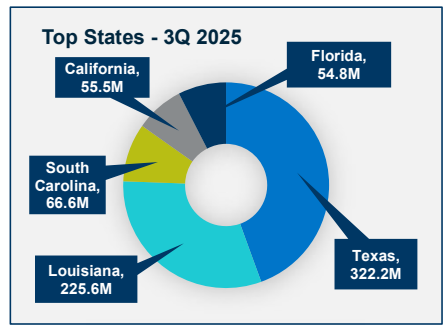 Top States - 3Q 2025
Florida,
54.8M
California,
55.5M
South
Carolina,
66.6M
Louisiana,
225.6M
Texas,
322.2M